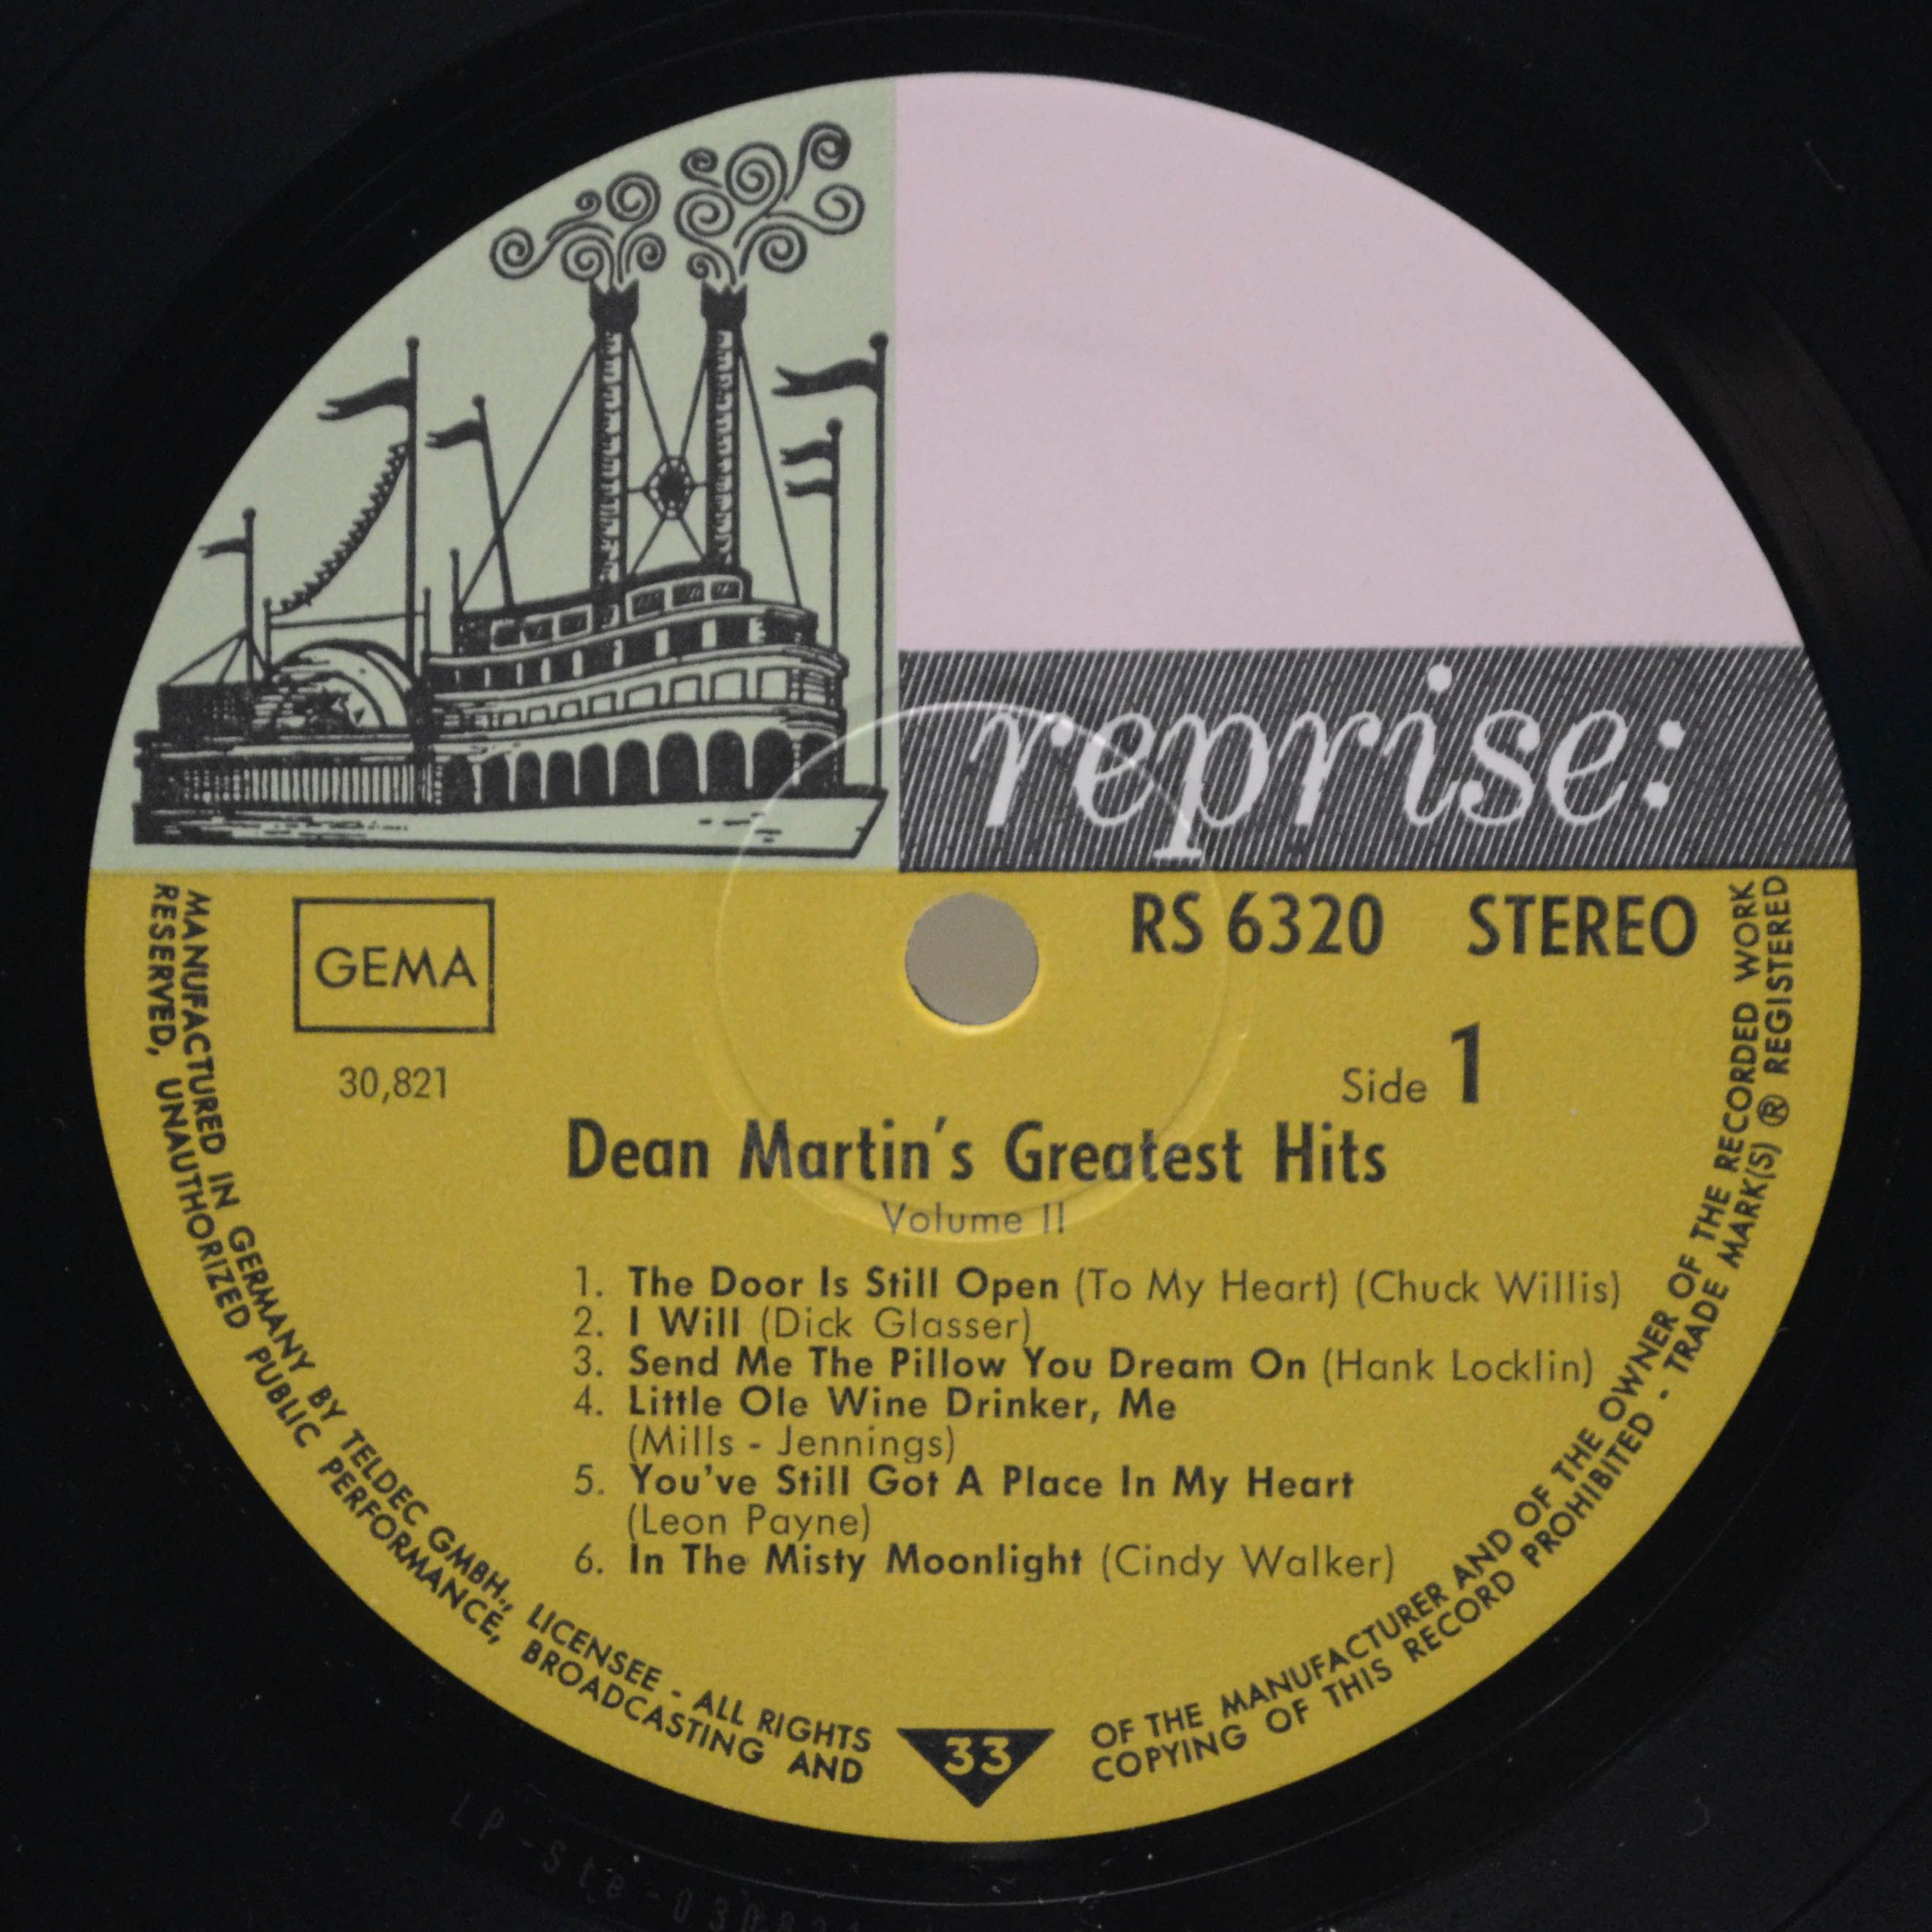 reprise:
GEMA
RS 6320 STEREO
30,821
Side 1
Dean Martin's Greatest Hits
Volume II
1. The Door Is Still Open (To My Heart) (Chuck Willis)
2. I Will (Dick Glasser)
3. Send Me The Pillow You Dream On (Hank Locklin)
4. Little Ole Wine Drinker, Me
(Mills - Jennings)
5. You've Still Got A Place In My Heart
(Leon Payne)
6. In The Misty Moonlight (Cindy Walker)
MANUFACTURED IN GERMANY BY TELDEC GMBH., LICENSEE - ALL RIGHTS
OF THE MANUFACTURER AND OF THE OWNER OF THE RECORDED WORK
RESERVED, UNAUTHORIZED PUBLIC PERFORMANCE, BROADCASTING AND
COPYING OF THIS RECORD PROHIBITED - TRADE MARK(S) ® REGISTERED
33